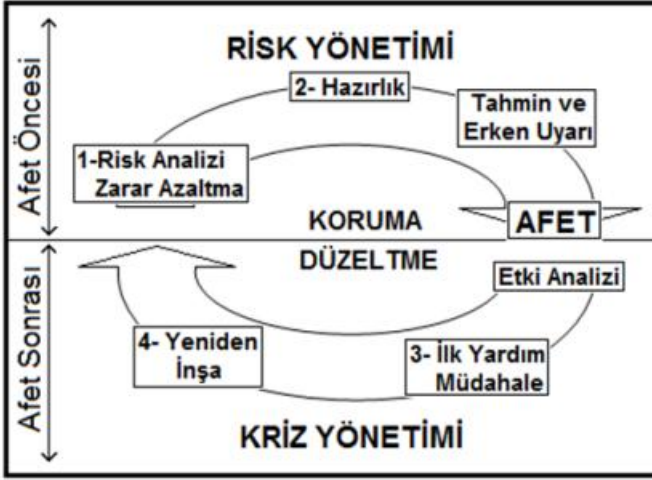 Afet Öncesi
RİSK YÖNETİMİ
2- Hazırlık
Tahmin ve
Erken Uyarı
1-Risk Analizi
Zarar Azaltma
KORUMA
AFET
DÜZELTME
Afet Sonrası
Etki Analizi
4- Yeniden
İnşa
3- İlk Yardım
Müdahale
KRİZ YÖNETİMİ